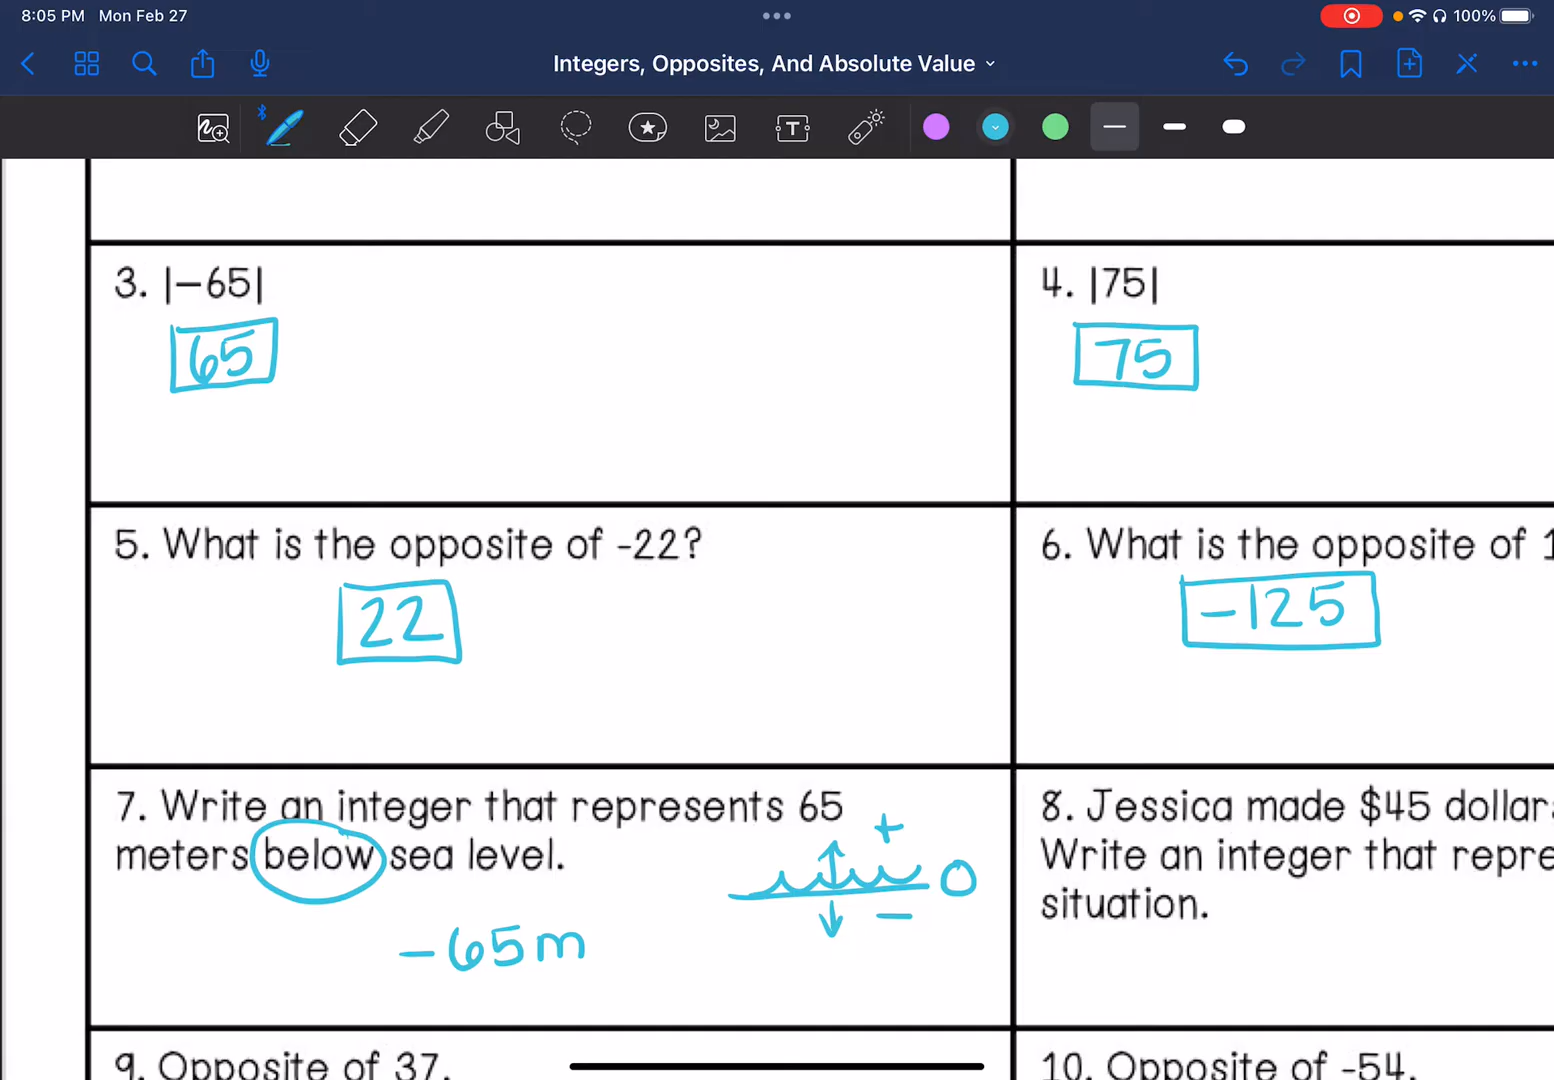 8:05 PM Mon Feb 27
100%
Integers, Opposites, And Absolute Value
T
3. |−65|
65
4. |75|
75
5. What is the opposite of -22?
22
6. What is the opposite of 1
-125
7. Write an integer that represents 65
meters below sea level.
+
0
−
-65m
8. Jessica made $45 dollar
Write an integer that repre
situation.
9. Opposite of 37.
10. Opposite of -54.